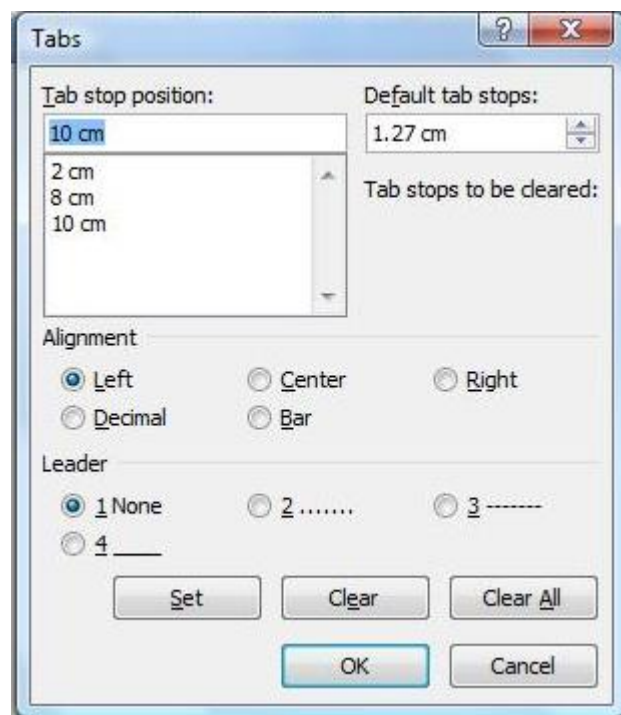 Tabs
Tab stop position:
Default tab stops:
10 cm
1.27 cm
2 cm
8 cm
10 cm
Tab stops to be cleared:
Alignment
Left
Center
Right
Decimal
Bar
Leader
1 None
2 .......
3 -------
4 ____
Set
Clear
Clear All
OK
Cancel